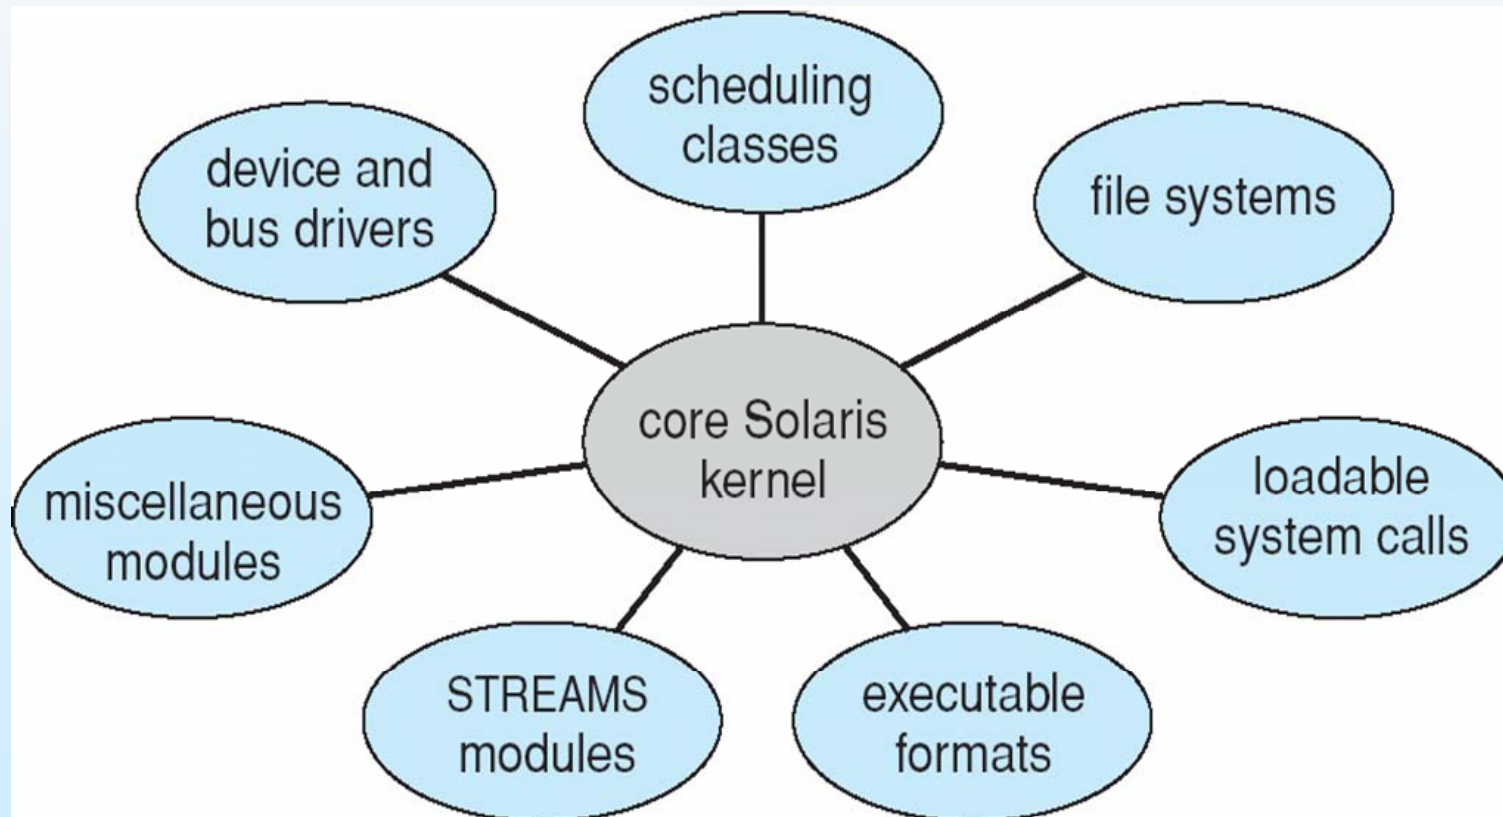 scheduling
classes
device and
bus drivers
file systems
core Solaris
kernel
loadable
system calls
miscellaneous
modules
STREAMS
modules
executable
formats